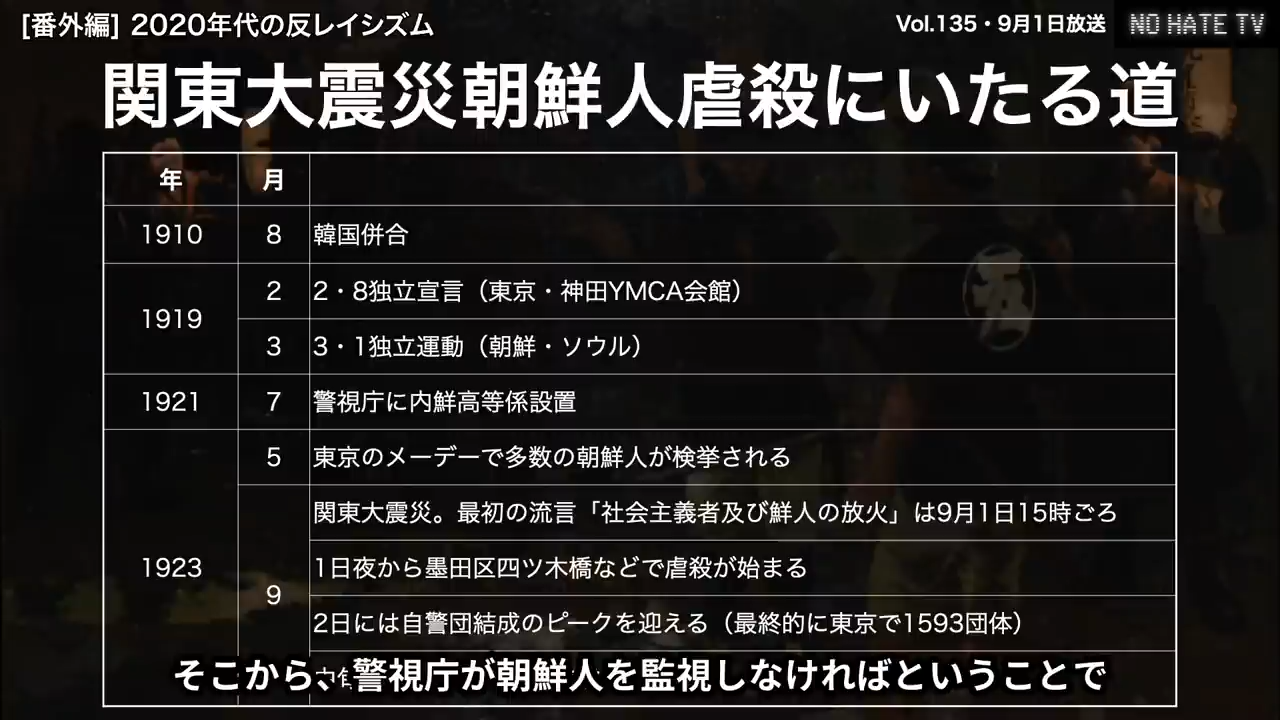 [番外編] 2020年代の反レイシズム
Vol.135・9月1日放送
NO HATE TV
関東大震災朝鮮人虐殺にいたる道
年 月
1910 8 韓国併合
1919 2 2・8独立宣言（東京・神田YMCA会館）
3 3・1独立運動（朝鮮・ソウル）
1921 7 警視庁に内鮮高等係設置
1923 5 東京のメーデーで多数の朝鮮人が検挙される
9 関東大震災。最初の流言「社会主義者及び鮮人の放火」は9月1日15時ごろ
1日夜から墨田区四ツ木橋などで虐殺が始まる
2日には自警団結成のピークを迎える（最終的に東京で1593団体）
そこから、警視庁が朝鮮人を監視しなければということで